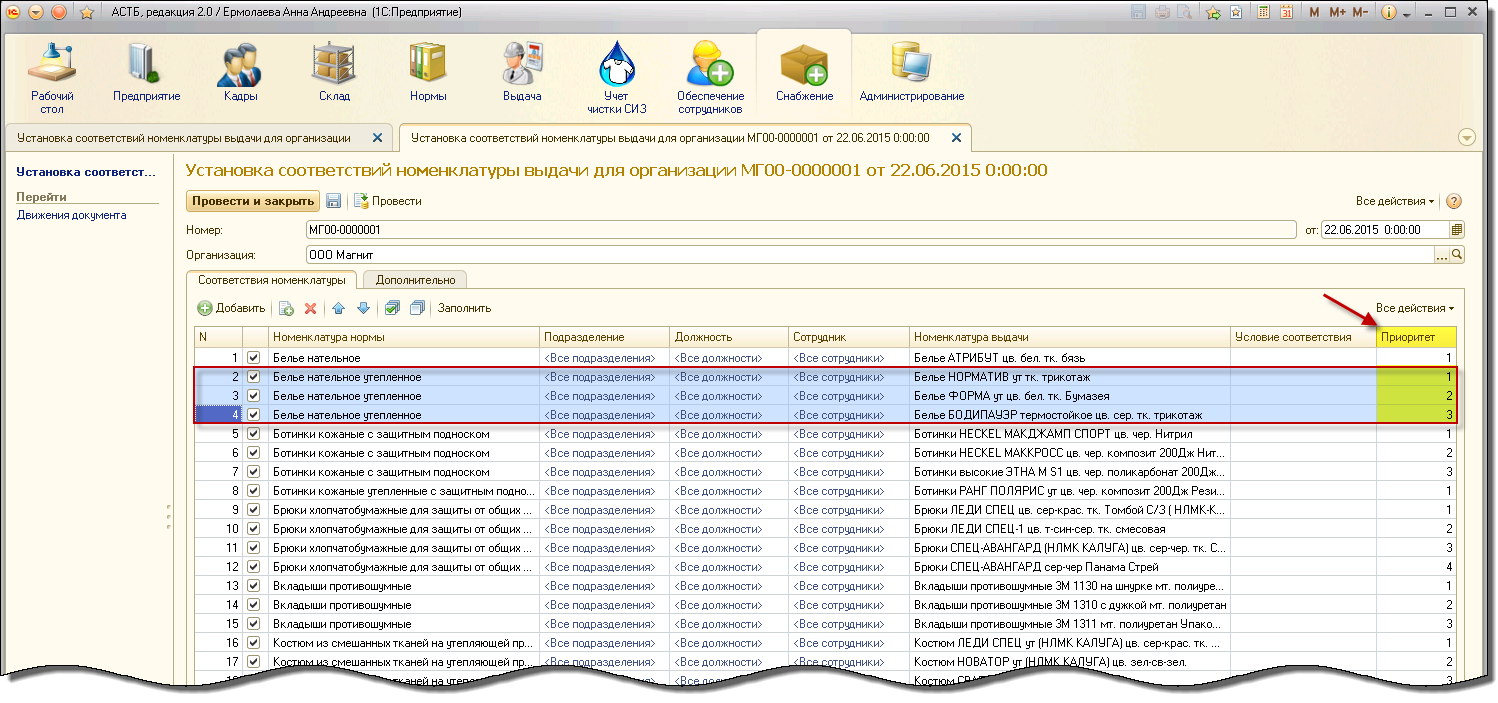 АСТБ, редакция 2.0 / Ермолаева Анна Андреевна (1С:Предприятие)
M M+ M-
Рабочий стол
Предприятие
Кадры
Склад
Нормы
Выдача
Учет чистки СИЗ
Обеспечение сотрудников
Снабжение
Администрирование
Установка соответствий номенклатуры выдачи для организации
Установка соответствий номенклатуры выдачи для организации МГ00-0000001 от 22.06.2015 0:00:00
Установка соответст...
Перейти
Движения документа
Установка соответствий номенклатуры выдачи для организации МГ00-0000001 от 22.06.2015 0:00:00
Провести и закрыть Провести Все действия
Номер: МГ00-0000001 от: 22.06.2015 0:00:00
Организация: ООО Магнит ...
Соответствия номенклатуры Дополнительно
Добавить Заполнить Все действия
N Номенклатура нормы Подразделение Должность Сотрудник Номенклатура выдачи Условие соответствия Приоритет
1 Белье нательное <Все подразделения> <Все должности> <Все сотрудники> Белье АТРИБУТ цв. бел. тк. бязь 1
2 Белье нательное утепленное <Все подразделения> <Все должности> <Все сотрудники> Белье НОРМАТИВ ут тк. трикотаж 1
3 Белье нательное утепленное <Все подразделения> <Все должности> <Все сотрудники> Белье ФОРМА ут цв. бел. тк. Бумазея 2
4 Белье нательное утепленное <Все подразделения> <Все должности> <Все сотрудники> Белье БОДИПАУЭР термостойкое цв. сер. тк. трикотаж 3
5 Ботинки кожаные с защитным подноском <Все подразделения> <Все должности> <Все сотрудники> Ботинки HECKEL МАКДЖАМП СПОРТ цв. чер. Нитрил 1
6 Ботинки кожаные с защитным подноском <Все подразделения> <Все должности> <Все сотрудники> Ботинки HECKEL МАККРОСС цв. чер. композит 200Дж Нит... 2
7 Ботинки кожаные с защитным подноском <Все подразделения> <Все должности> <Все сотрудники> Ботинки высокие ЭТНА М S1 цв. чер. поликарбонат 200Дж... 3
8 Ботинки кожаные утепленные с защитным подно... <Все подразделения> <Все должности> <Все сотрудники> Ботинки РАНГ ПОЛЯРИС ут цв. чер. композит 200Дж Рези... 1
9 Брюки хлопчатобумажные для защиты от общих ... <Все подразделения> <Все должности> <Все сотрудники> Брюки ЛЕДИ СПЕЦ цв. сер-крас. тк. Томбой С/З ( НЛМК-К... 1
10 Брюки хлопчатобумажные для защиты от общих ... <Все подразделения> <Все должности> <Все сотрудники> Брюки ЛЕДИ СПЕЦ-1 цв. т-син-сер. тк. смесовая 2
11 Брюки хлопчатобумажные для защиты от общих ... <Все подразделения> <Все должности> <Все сотрудники> Брюки СПЕЦ-АВАНГАРД (НЛМК КАЛУГА) цв. сер-чер. тк. С... 3
12 Брюки хлопчатобумажные для защиты от общих ... <Все подразделения> <Все должности> <Все сотрудники> Брюки СПЕЦ-АВАНГАРД сер-чер Панама Стрей 4
13 Вкладыши противошумные <Все подразделения> <Все должности> <Все сотрудники> Вкладыши противошумные 3М 1130 на шнурке мт. полиуре... 1
14 Вкладыши противошумные <Все подразделения> <Все должности> <Все сотрудники> Вкладыши противошумные 3М 1310 с дужкой мт. полиуретан 2
15 Вкладыши противошумные <Все подразделения> <Все должности> <Все сотрудники> Вкладыши противошумные 3М 1311 мт. полиуретан Упако... 3
16 Костюм из смешанных тканей на утепляющей пр... <Все подразделения> <Все должности> <Все сотрудники> Костюм ЛЕДИ СПЕЦ ут (НЛМК КАЛУГА) цв. сер-крас. тк. ... 1
17 Костюм из смешанных тканей на утепляющей пр... <Все подразделения> <Все должности> <Все сотрудники> Костюм НОВАТОР ут (НЛМК КАЛУГА) цв. зел-св-зел. 2